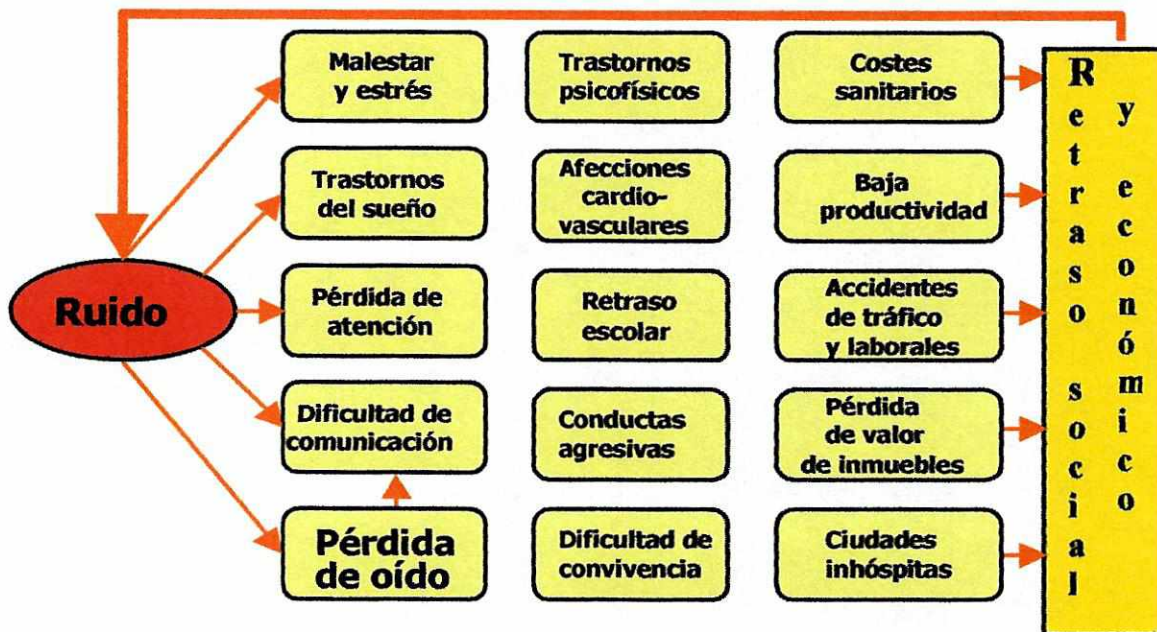 Malestar
y estrés
Trastornos
psicofísicos
Costes
sanitarios
Trastornos
del sueño
Afecciones
cardio-
vasculares
Baja
productividad
Ruido
Pérdida de
atención
Retraso
escolar
Accidentes
de tráfico
y laborales
Dificultad de
comunicación
Conductas
agresivas
Pérdida
de valor
de inmuebles
Pérdida
de oído
Dificultad de
convivencia
Ciudades
inhóspitas
Retraso social
y económico